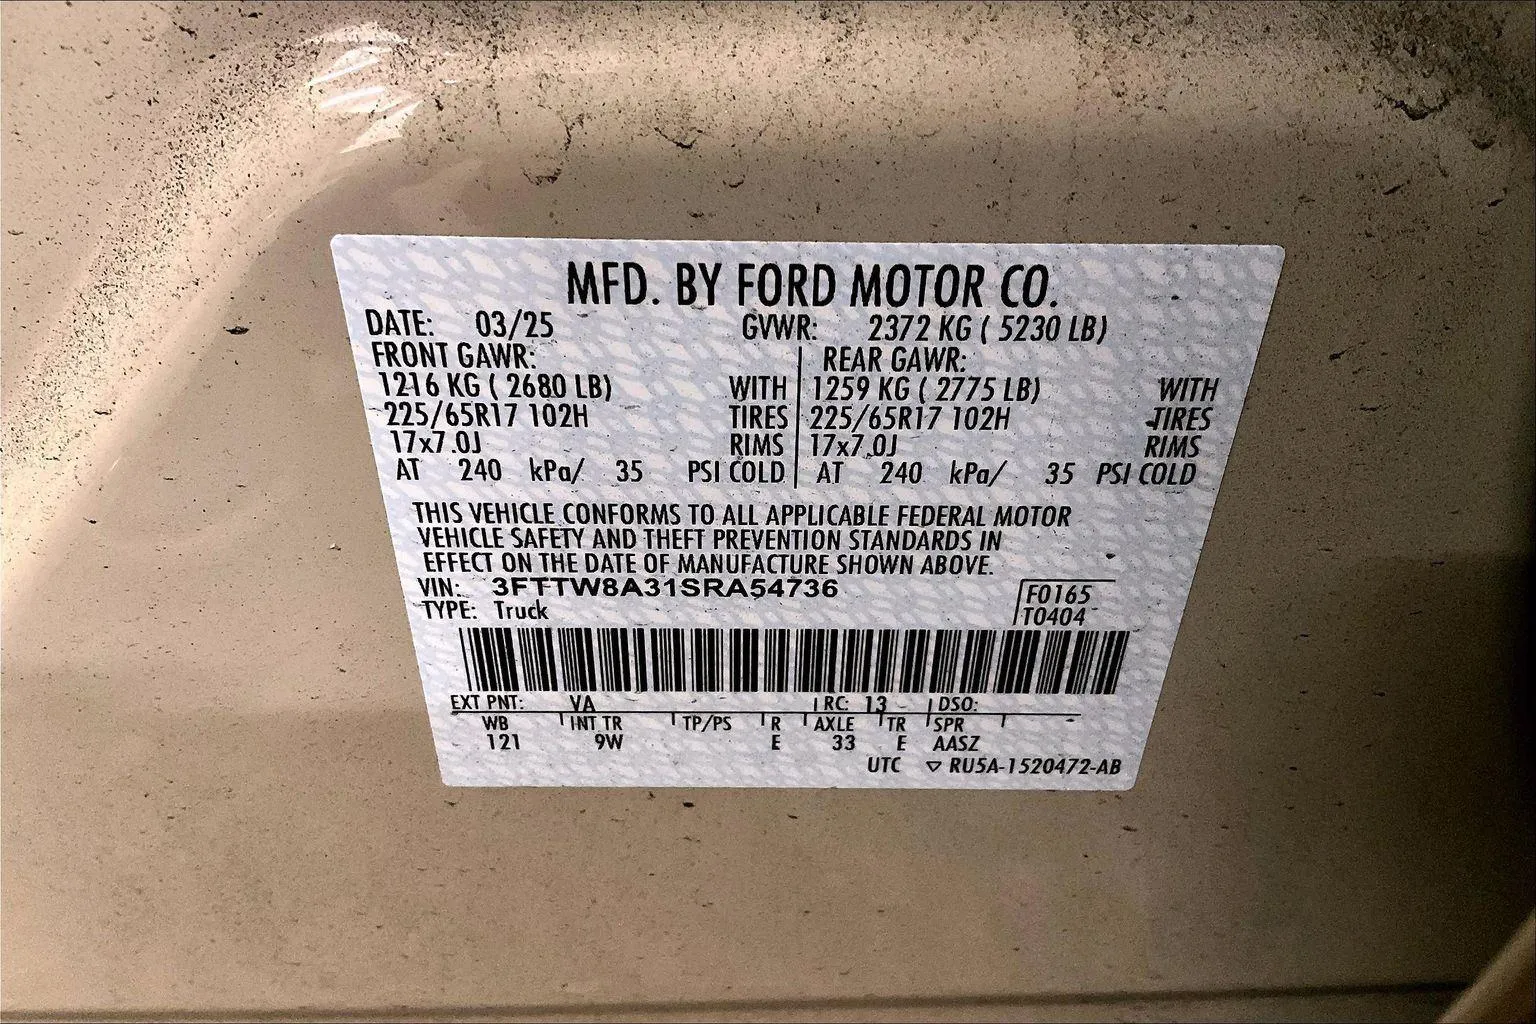 MFD. BY FORD MOTOR CO.
DATE: 03/25 GVWR: 2372 KG ( 5230 LB)
FRONT GAWR: REAR GAWR:
1216 KG ( 2680 LB) WITH 1259 KG ( 2775 LB) WITH
225/65R17 102H TIRES 225/65R17 102H TIRES
17x7.0J RIMS 17x7.0J RIMS
AT 240 kPa/ 35 PSI COLD AT 240 kPa/ 35 PSI COLD
THIS VEHICLE CONFORMS TO ALL APPLICABLE FEDERAL MOTOR
VEHICLE SAFETY AND THEFT PREVENTION STANDARDS IN
EFFECT ON THE DATE OF MANUFACTURE SHOWN ABOVE.
VIN: 3FTTW8A31SRA54736 F0165
TYPE: Truck T0404
EXT PNT: VA RC: 13 DSO:
WB INT TR TP/PS R AXLE TR SPR
121 9W E 33 E AASZ
UTC ▽ RU5A-1520472-AB